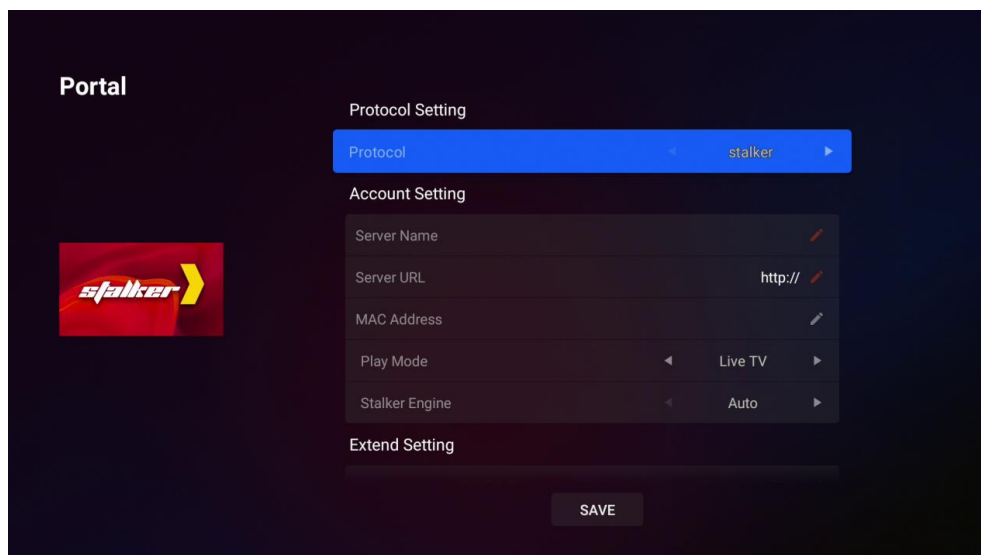 Portal
Protocol Setting
Protocol stalker
Account Setting
Server Name
Server URL http://
stalker
MAC Address
Play Mode Live TV
Stalker Engine Auto
Extend Setting
SAVE